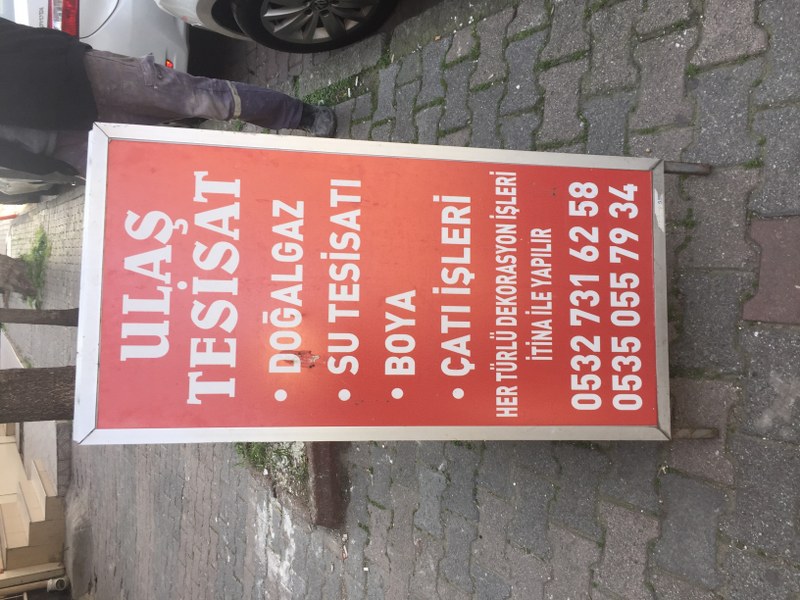 ULAŞ
TESİSAT
• DOĞALGAZ
• SU TESİSATI
• BOYA
• ÇATI İŞLERİ
HER TÜRLÜ DEKORASYON İŞLERİ
İTİNA İLE YAPILIR
0532 731 62 58
0535 055 79 34